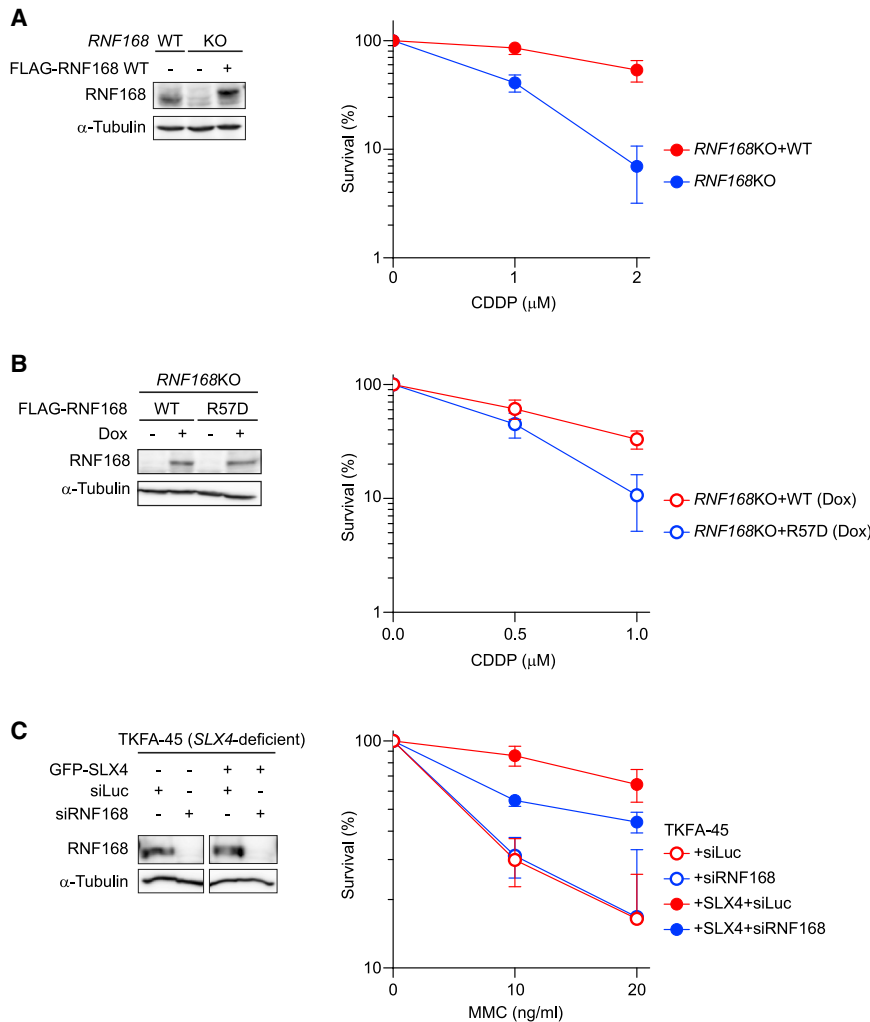 A
RNF168 WT KO
FLAG-RNF168 WT - - +
RNF168
α-Tubulin
Survival (%)
100
10
1
0 1 2
CDDP (μM)
RNF168KO+WT
RNF168KO
B
RNF168KO
FLAG-RNF168 WT R57D
Dox - + - +
RNF168
α-Tubulin
Survival (%)
100
10
1
0.0 0.5 1.0
CDDP (μM)
RNF168KO+WT (Dox)
RNF168KO+R57D (Dox)
C
TKFA-45 (SLX4-deficient)
GFP-SLX4 - - + +
siLuc + - + -
siRNF168 - + - +
RNF168
α-Tubulin
Survival (%)
100
10
0 10 20
MMC (ng/ml)
TKFA-45
+siLuc
+siRNF168
+SLX4+siLuc
+SLX4+siRNF168